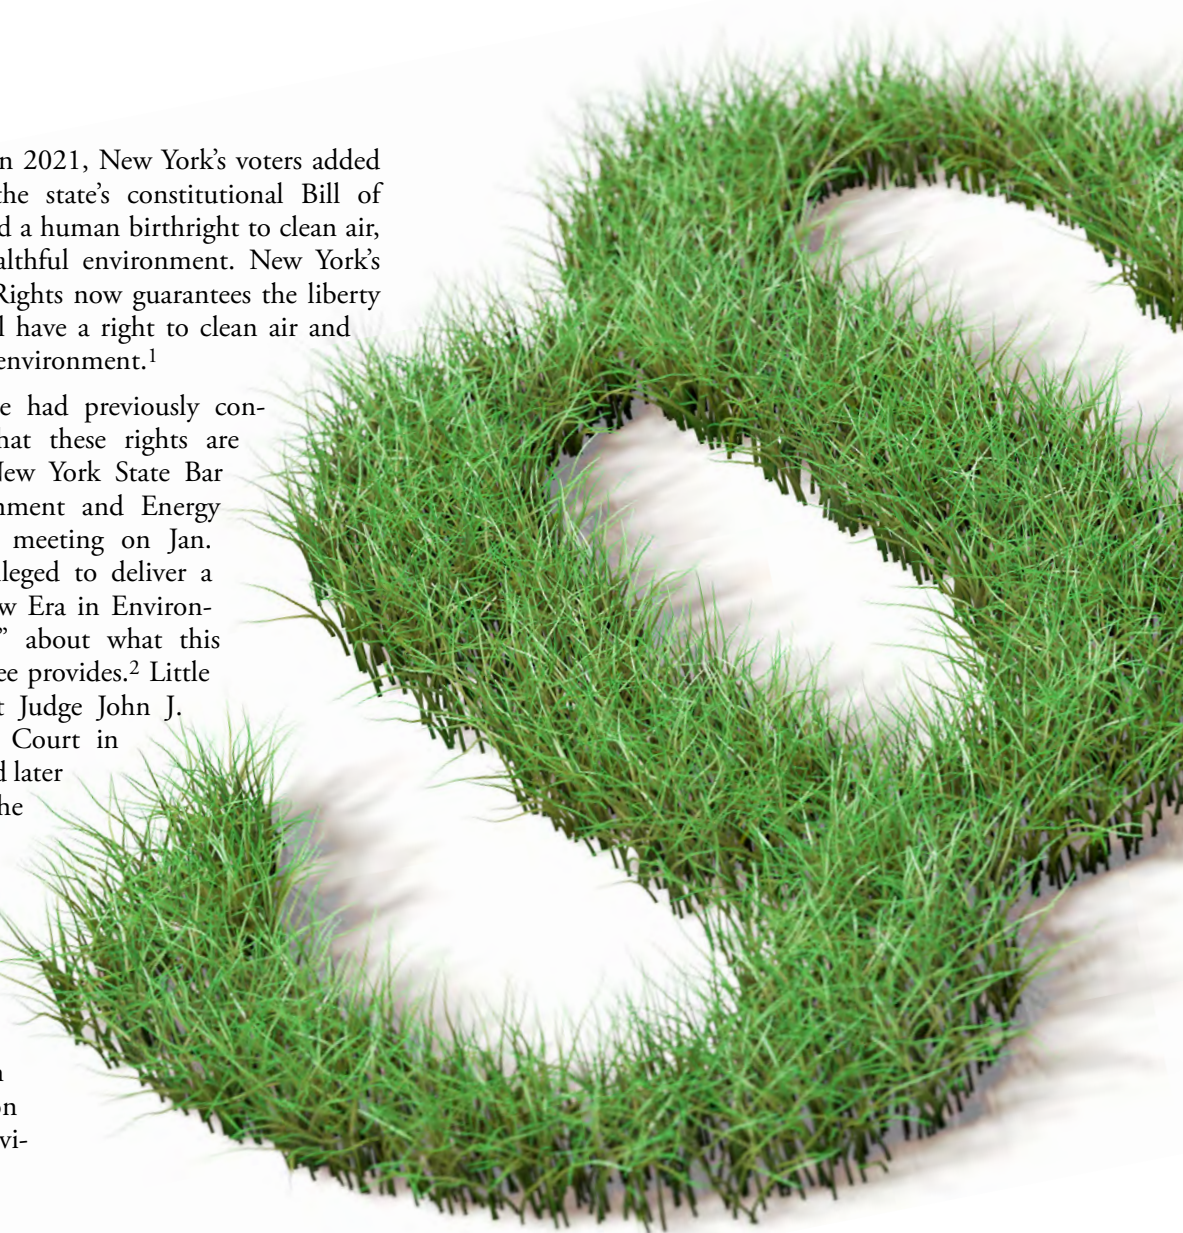 n 2021, New York’s voters added
the state’s constitutional Bill of
d a human birthright to clean air,
althful environment. New York’s
Rights now guarantees the liberty
l have a right to clean air and
environment.1
e had previously con-
hat these rights are
New York State Bar
nment and Energy
meeting on Jan.
leged to deliver a
w Era in Environ-
” about what this
ee provides.2 Little
t Judge John J.
Court in
d later
he
n
on
vi-